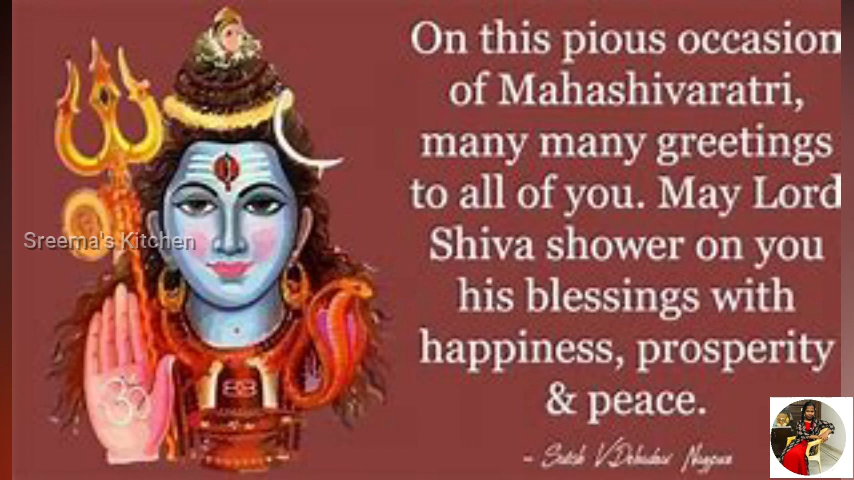 On this pious occasion
of Mahashivaratri,
many many greetings
to all of you. May Lord
Shiva shower on you
his blessings with
happiness, prosperity
& peace.
Sreema's Kitchen